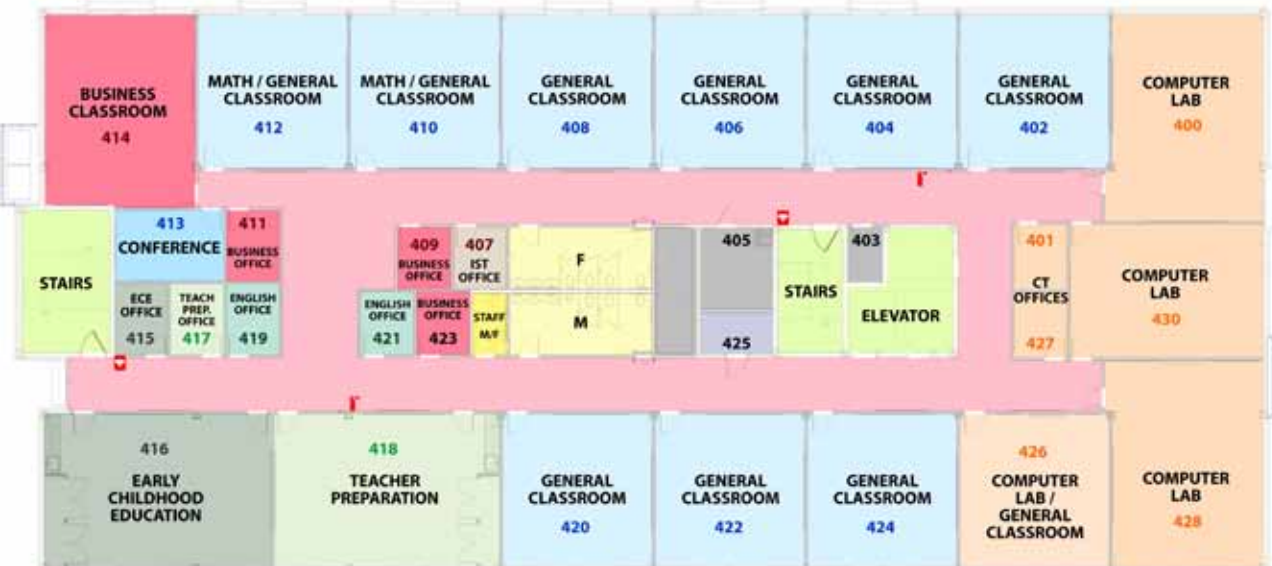 BUSINESS
CLASSROOM
414
MATH / GENERAL
CLASSROOM
412
MATH / GENERAL
CLASSROOM
410
GENERAL
CLASSROOM
408
GENERAL
CLASSROOM
406
GENERAL
CLASSROOM
404
GENERAL
CLASSROOM
402
COMPUTER
LAB
400
STAIRS
413
CONFERENCE
411
BUSINESS
OFFICE
ECE
OFFICE
415
TEACH
PREP.
OFFICE
417
ENGLISH
OFFICE
419
409
BUSINESS
OFFICE
407
IST
OFFICE
ENGLISH
OFFICE
421
BUSINESS
OFFICE
423
STAFF
M/F
F
M
405
425
STAIRS
403
ELEVATOR
401
CT
OFFICES
427
COMPUTER
LAB
430
416
EARLY
CHILDHOOD
EDUCATION
418
TEACHER
PREPARATION
GENERAL
CLASSROOM
420
GENERAL
CLASSROOM
422
GENERAL
CLASSROOM
424
426
COMPUTER
LAB /
GENERAL
CLASSROOM
COMPUTER
LAB
428